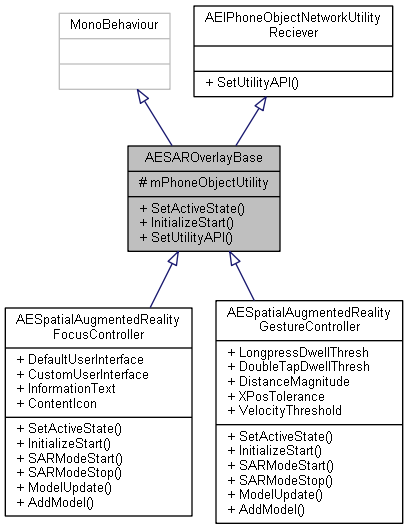 MonoBehaviour
AEIPhoneObjectNetworkUtility
Reciever
+ SetUtilityAPI()
AESAROverlayBase
# mPhoneObjectUtility
+ SetActiveState()
+ InitializeStart()
+ SetUtilityAPI()
AESpatialAugmentedReality
FocusController
+ DefaultUserInterface
+ CustomUserInterface
+ InformationText
+ ContentIcon
+ SetActiveState()
+ InitializeStart()
+ SARModeStart()
+ SARModeStop()
+ ModelUpdate()
+ AddModel()
AESpatialAugmentedReality
GestureController
+ LongpressDwellThresh
+ DoubleTapDwellThresh
+ DistanceMagnitude
+ XPosTolerance
+ VelocityThreshold
+ SetActiveState()
+ InitializeStart()
+ SARModeStart()
+ SARModeStop()
+ ModelUpdate()
+ AddModel()